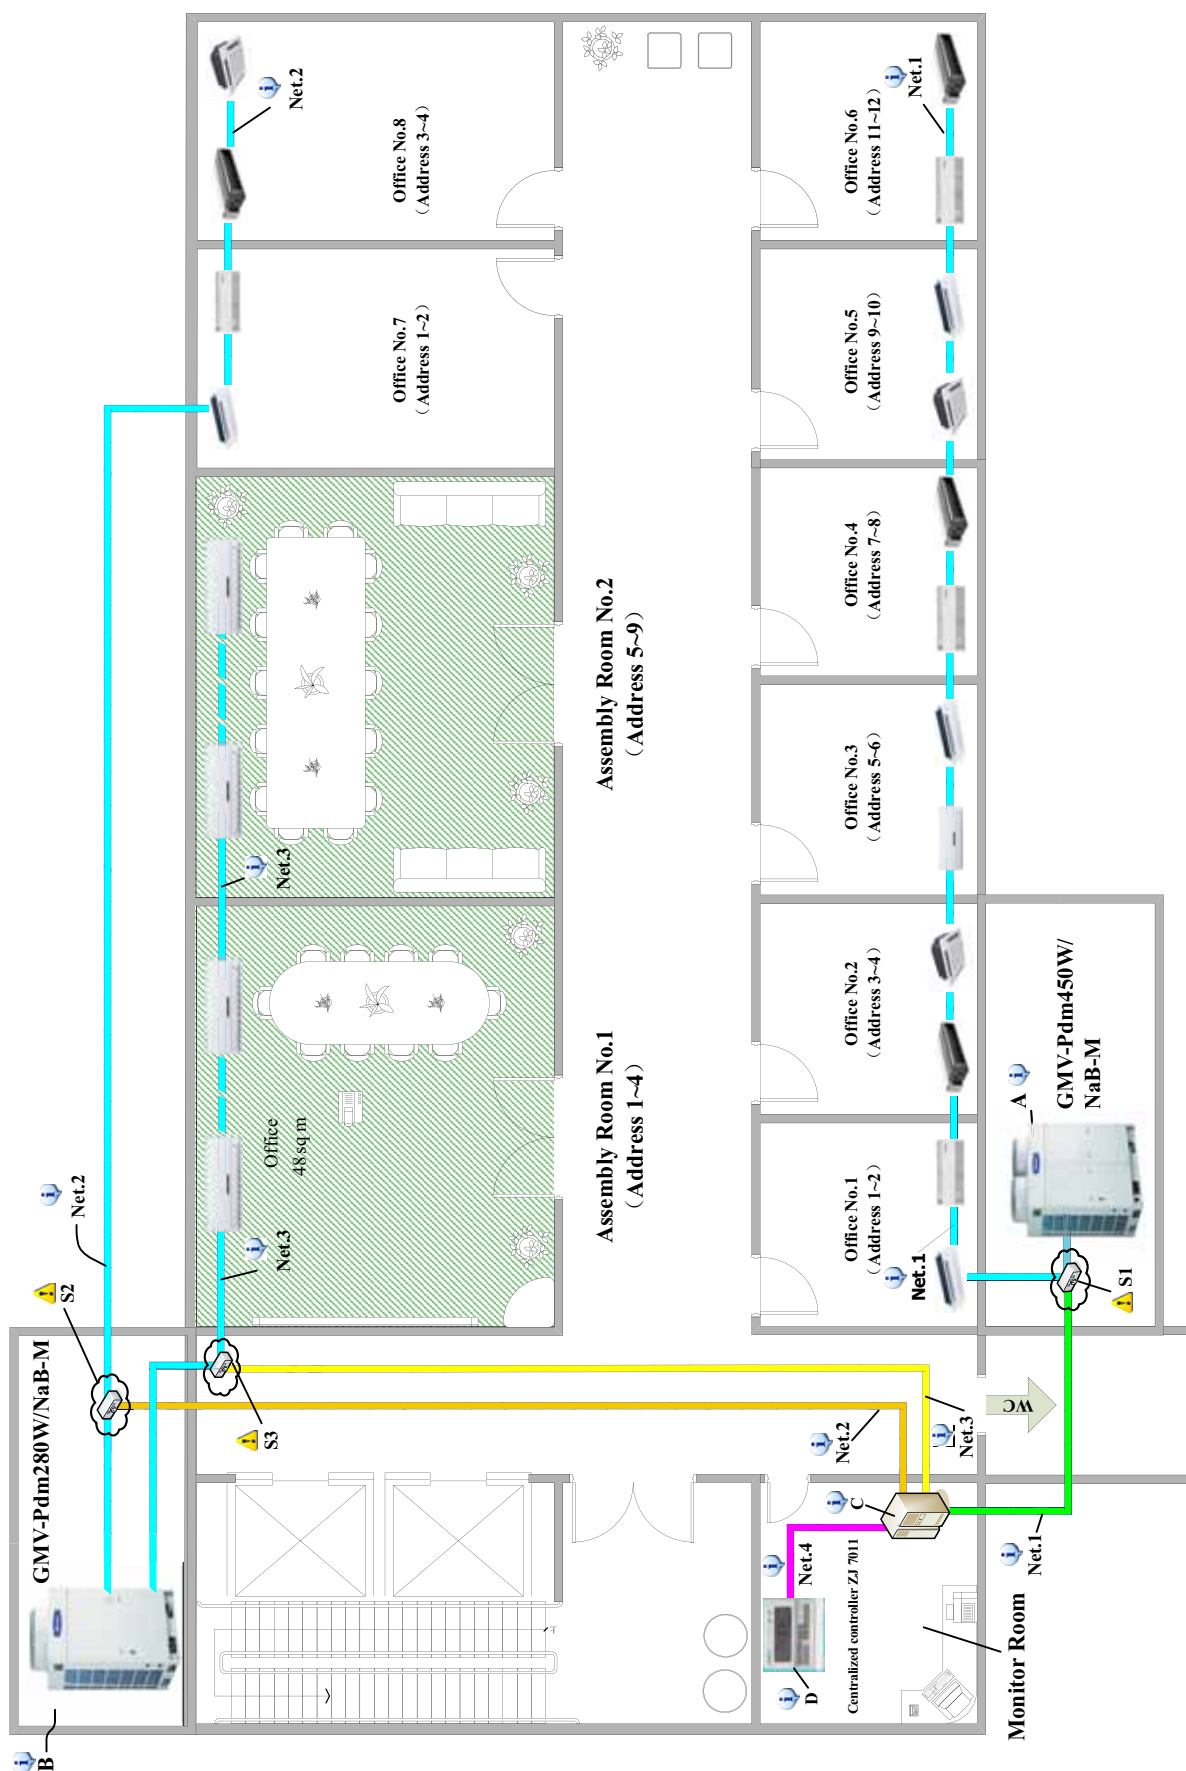 Net.2
Office No.8
（Address 3~4）
Office No.7
（Address 1~2）
Net.1
Office No.6
（Address 11~12）
Office No.5
（Address 9~10）
Office No.4
（Address 7~8）
Office No.3
（Address 5~6）
Office No.2
（Address 3~4）
Office No.1
（Address 1~2）
Net.1
Assembly Room No.2
（Address 5~9）
Net.3
Assembly Room No.1
（Address 1~4）
Office
48sq m
Net.3
Net.2
S2
S3
GMV-Pdm280W/NaB-M
B
A
GMV-Pdm450W/
NaB-M
S1
WC
Net.2
Net.3
C
Net.1
Net.4
D
Centralized controller ZJ 7011
Monitor Room